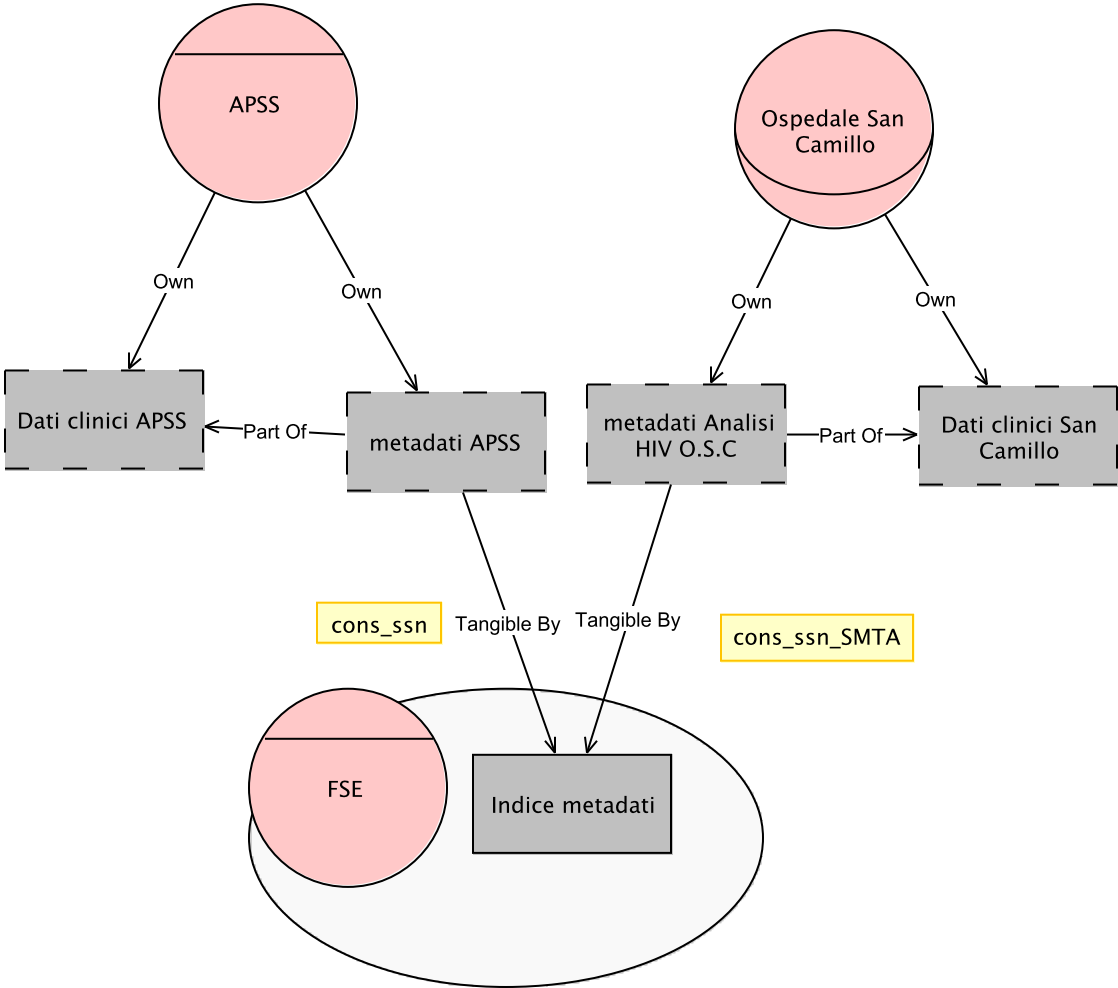 APSS
Ospedale San
Camillo
Own
Own
Own
Own
Dati clinici APSS
Part Of
metadati APSS
metadati Analisi
HIV O.S.C
Part Of
Dati clinici San
Camillo
cons_ssn
Tangible By
Tangible By
cons_ssn_SMTA
FSE
Indice metadati